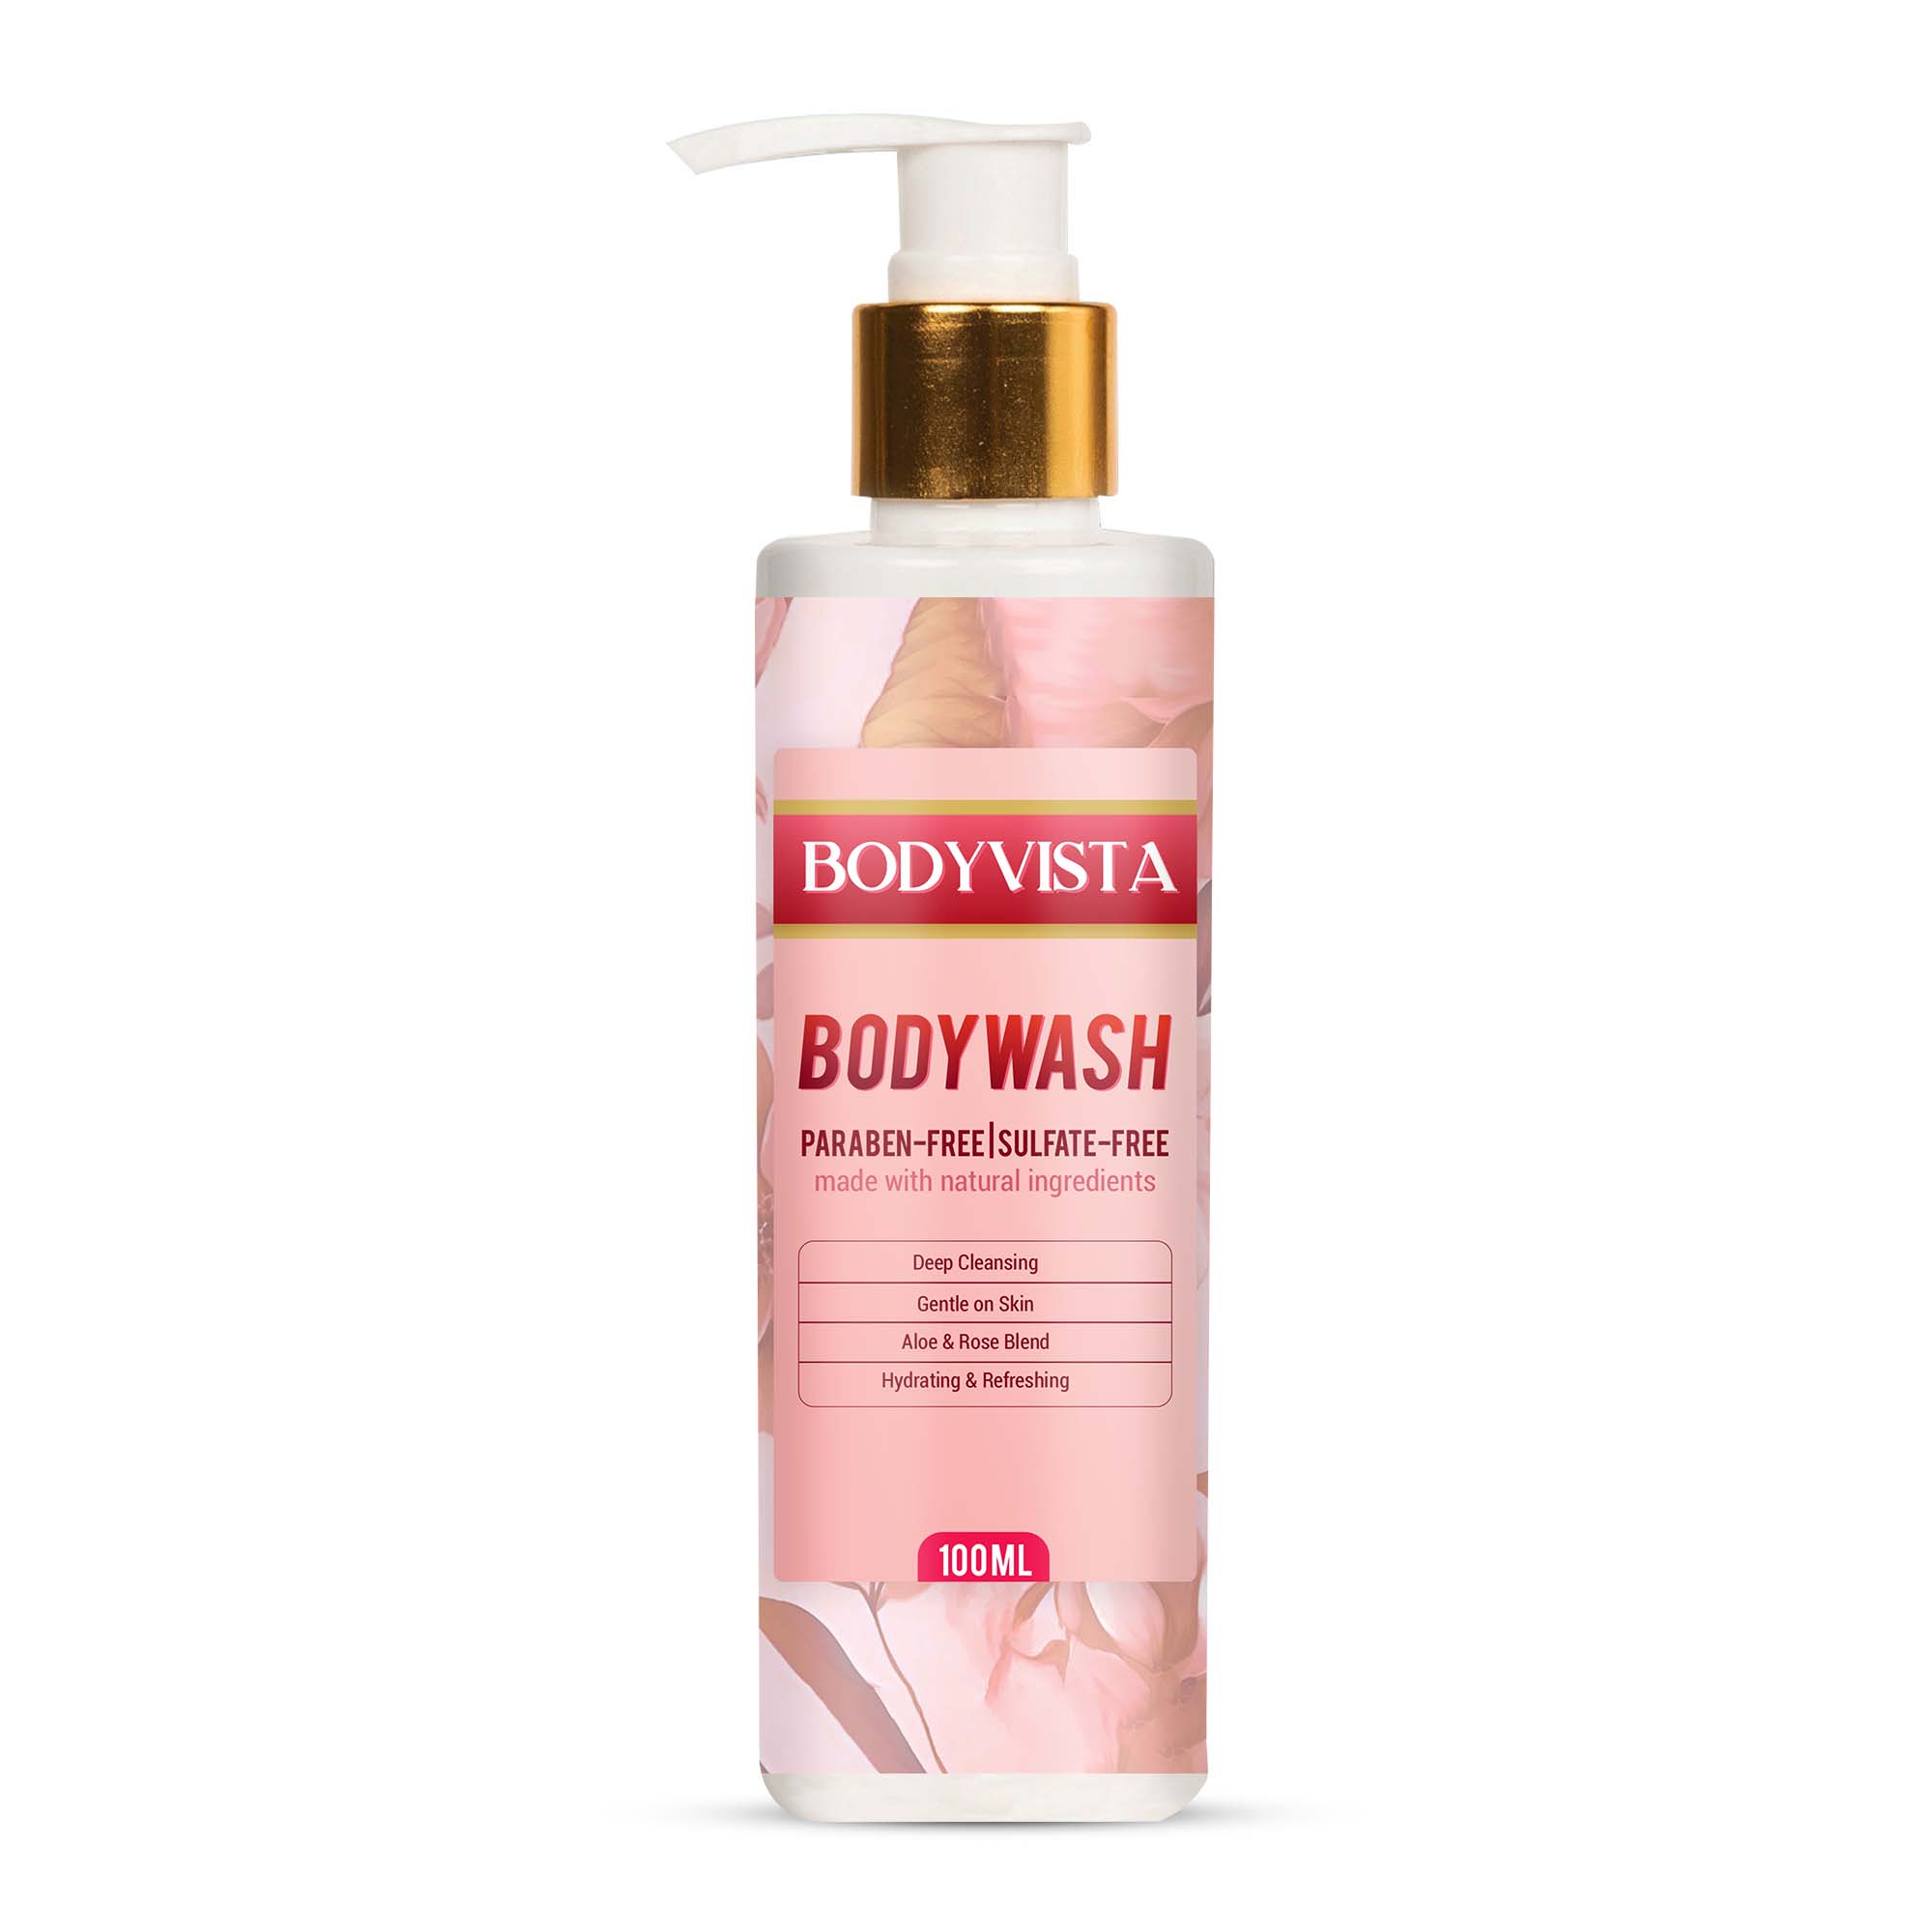 BODYVISTA
BODYWASH
PARABEN-FREE|SULFATE-FREE
made with natural ingredients
Deep Cleansing
Gentle on Skin
Aloe & Rose Blend
Hydrating & Refreshing
100ML